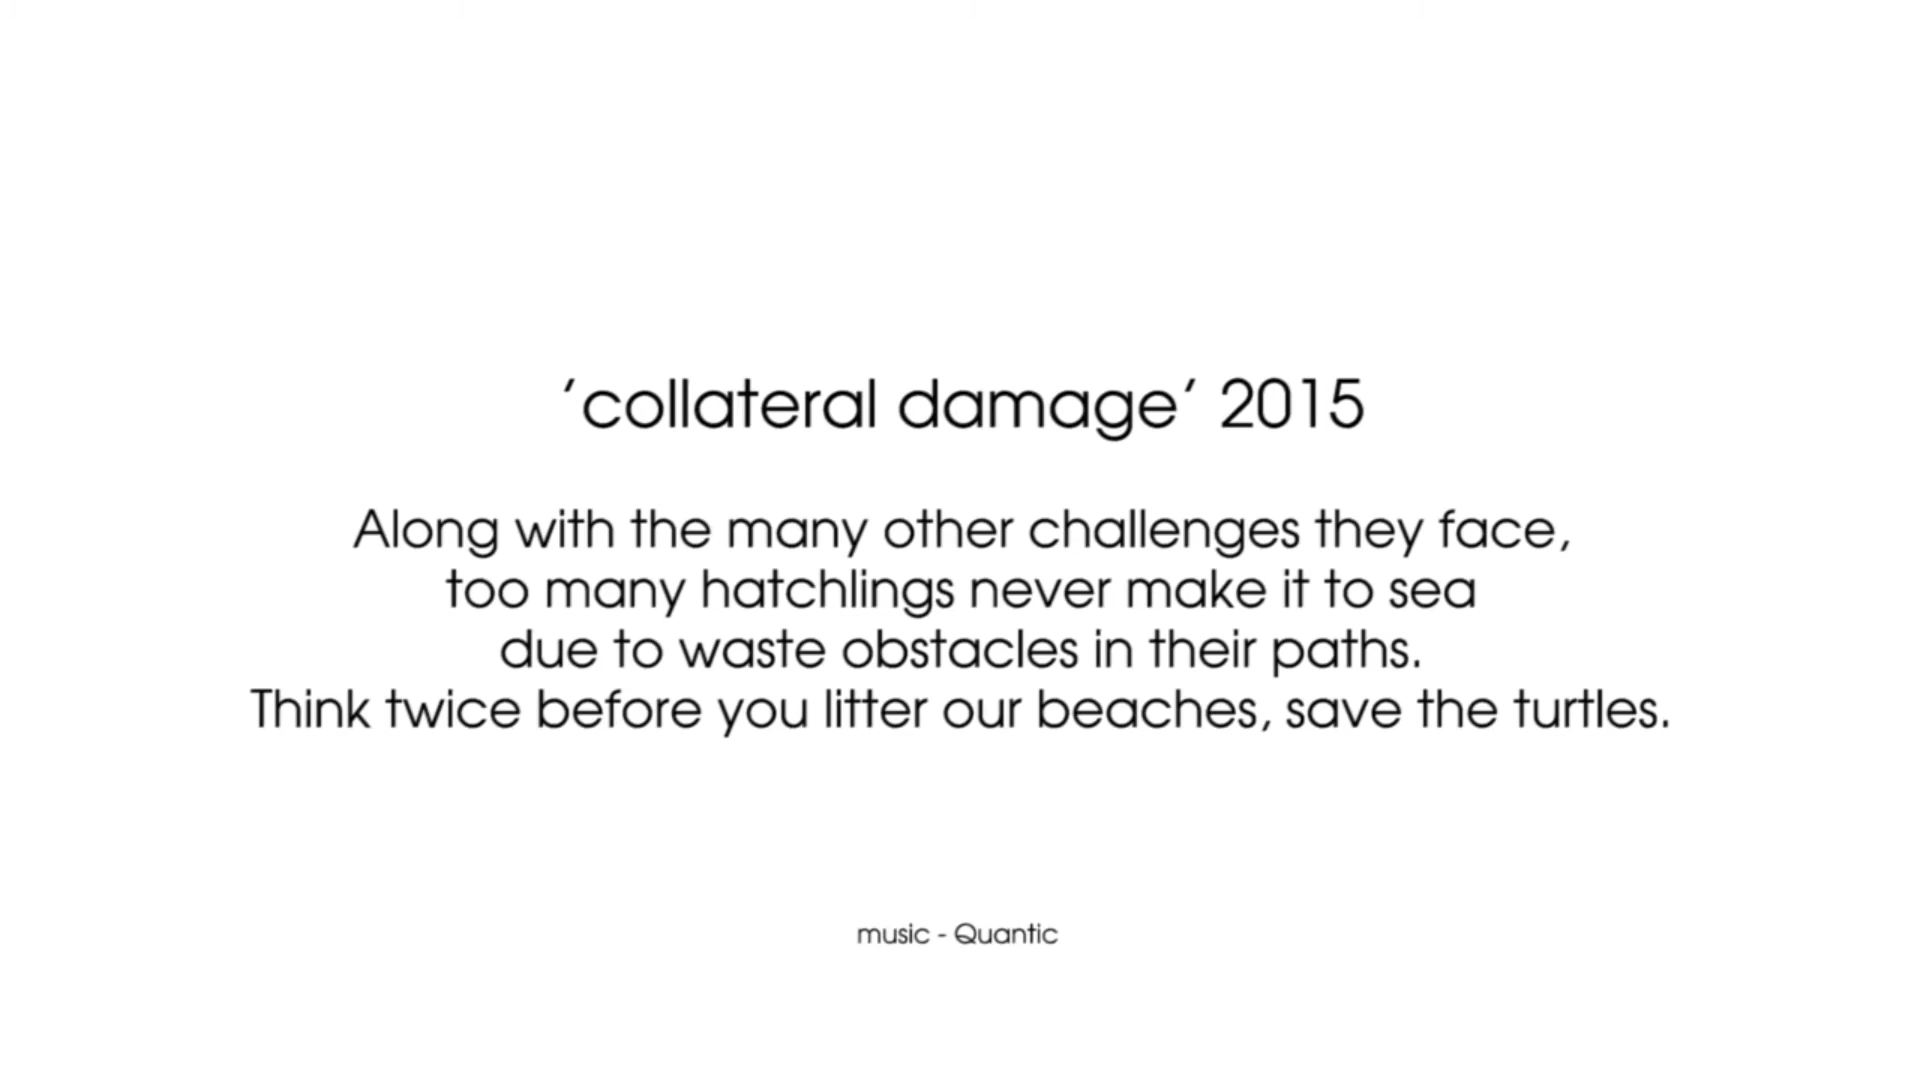 ‘collateral damage’ 2015
Along with the many other challenges they face,
too many hatchlings never make it to sea
due to waste obstacles in their paths.
Think twice before you litter our beaches, save the turtles.
music - Quantic